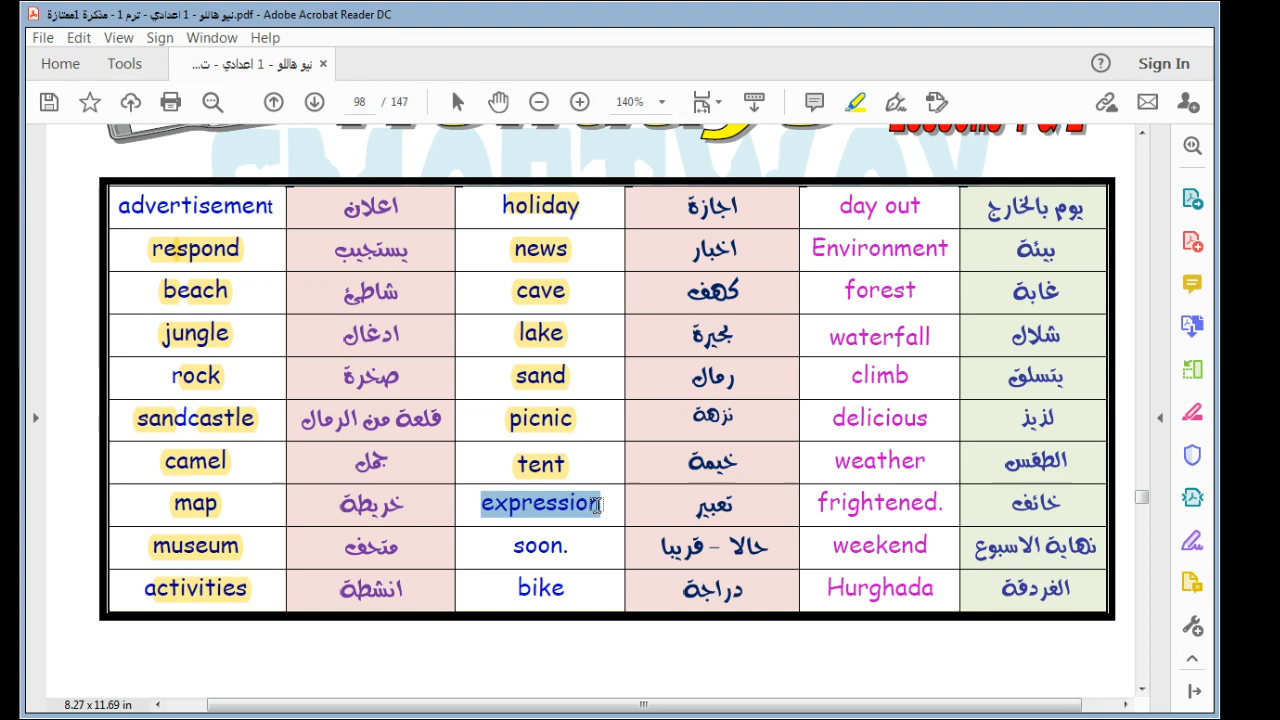 نيو هاللو - 1 اعدادي - ترم 1 - مذكرة 1ممتازة.pdf - Adobe Acrobat Reader DC
File Edit View Sign Window Help
Home Tools نيو هاللو - 1 اعدادي - ت... × Sign In
98 / 147 140%
advertisement اعلان holiday اجازة day out يوم بالخارج
respond يستجيب news اخبار Environment بيئة
beach شاطئ cave كهف forest غابة
jungle ادغال lake بحيرة waterfall شلال
rock صخرة sand رمال climb يتسلق
sandcastle قلعة من الرمال picnic نزهة delicious لزيز
camel جمل tent خيمة weather الطقس
map خريطة expression تعبير frightened. خائف
museum متحف soon. حالا - قريبا weekend نهاية الاسبوع
activities انشطة bike دراجة Hurghada الغردقة
8.27 x 11.69 in